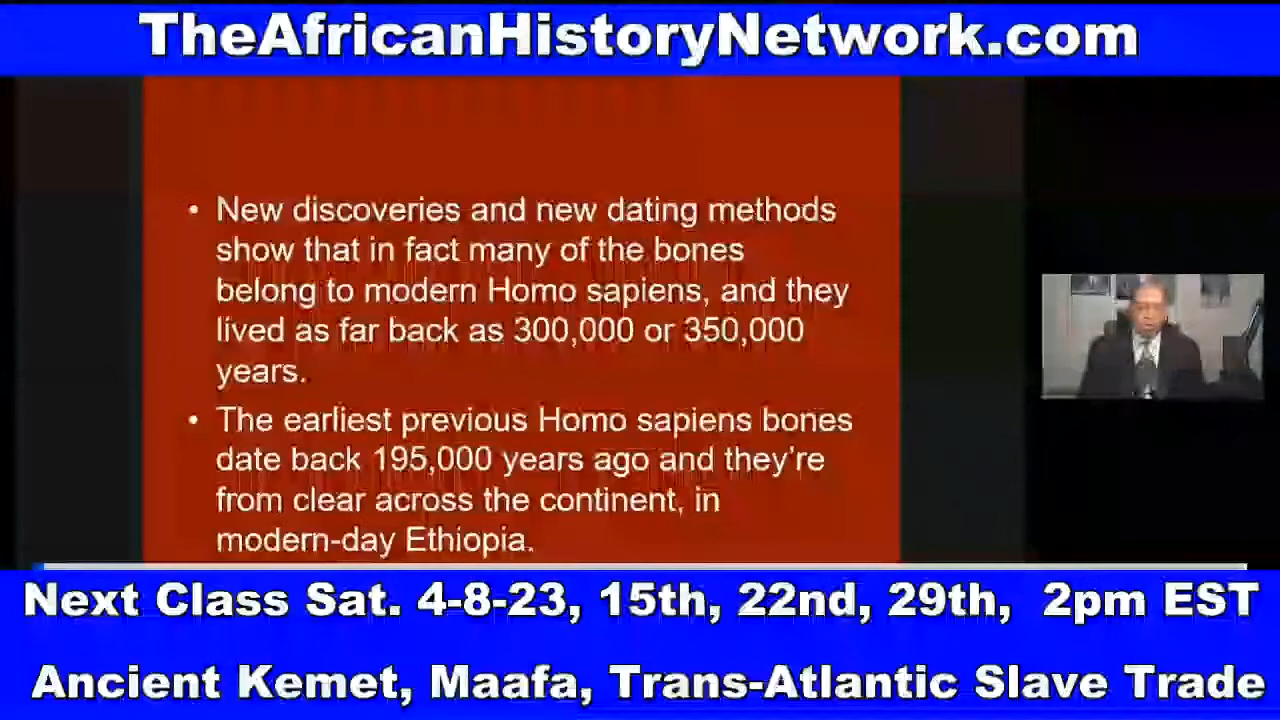 TheAfricanHistoryNetwork.com
• New discoveries and new dating methods
show that in fact many of the bones
belong to modern Homo sapiens, and they
lived as far back as 300,000 or 350,000
years.
• The earliest previous Homo sapiens bones
date back 195,000 years ago and they're
from clear across the continent, in
modern-day Ethiopia.
Next Class Sat. 4-8-23, 15th, 22nd, 29th, 2pm EST
Ancient Kemet, Maafa, Trans-Atlantic Slave Trade